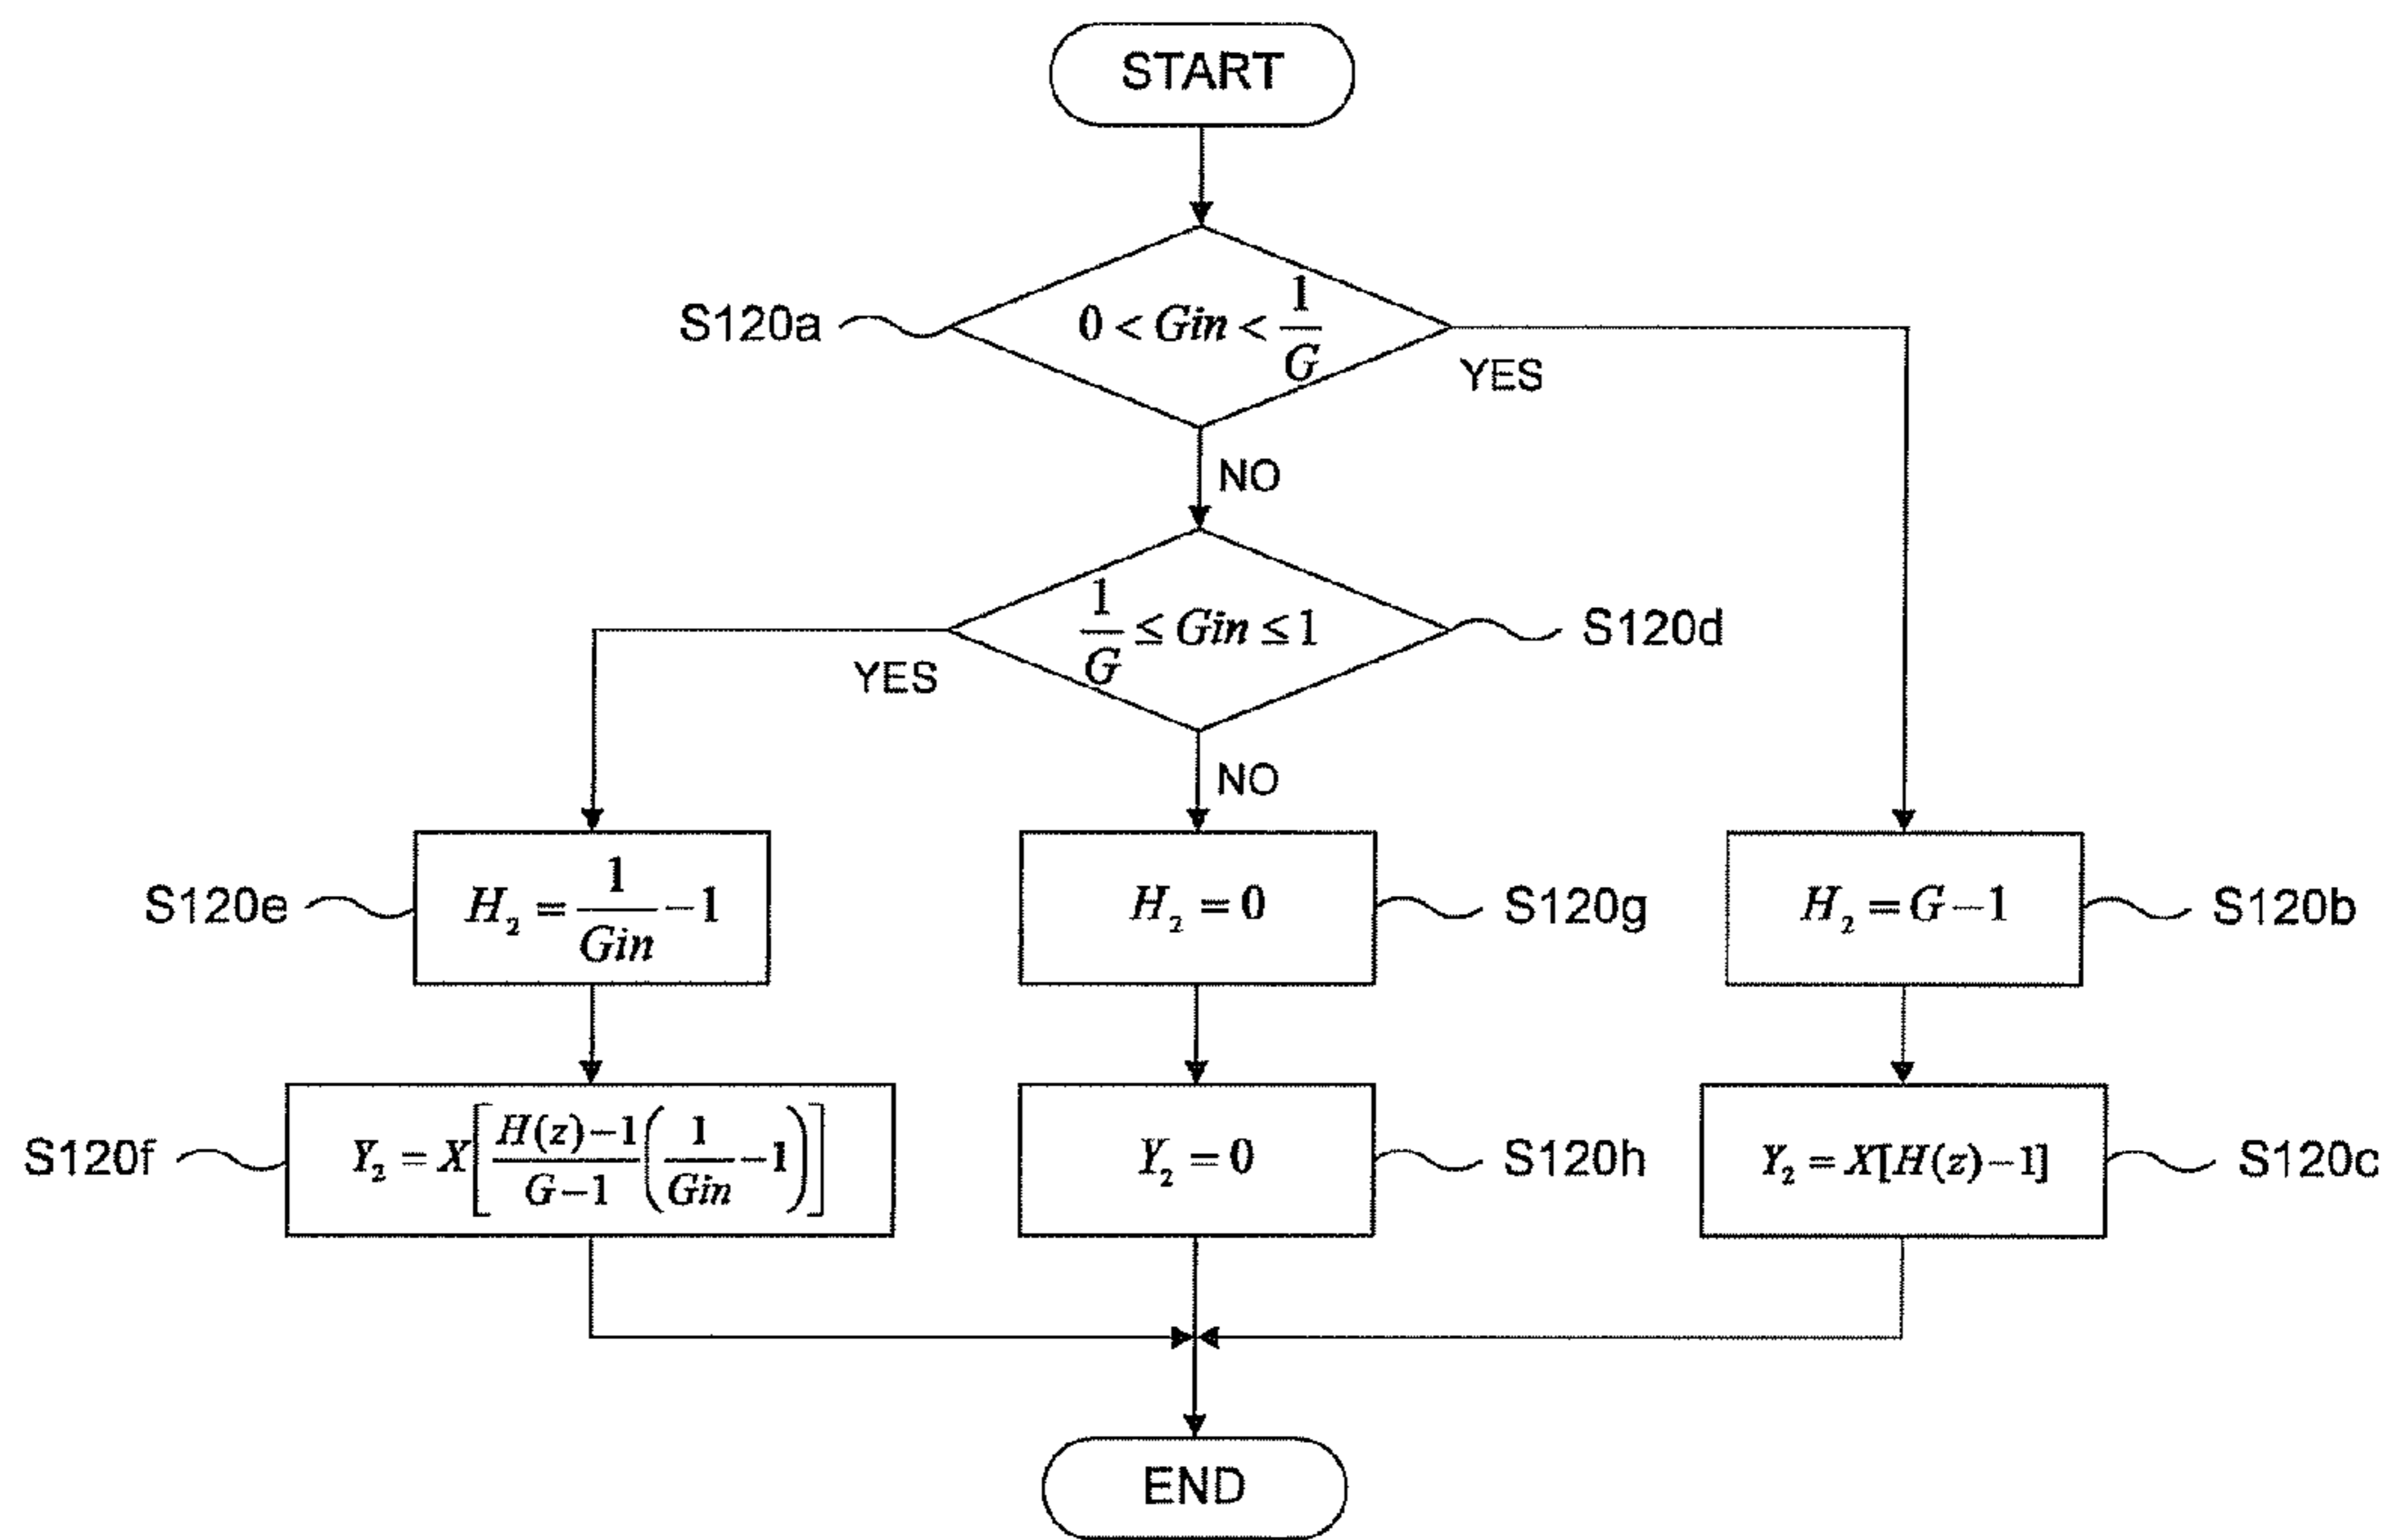 START
S120a
0 < Gin < 1/G
YES
NO
1/G ≤ Gin ≤ 1
S120d
YES
NO
S120e
H₂ = 1/Gin − 1
H₂ = 0
S120g
H₂ = G − 1
S120b
S120f
Y₂ = X[H(z)−1/G−1(1/Gin−1)]
Y₂ = 0
S120h
Y₂ = X[H(z)−1]
S120c
END